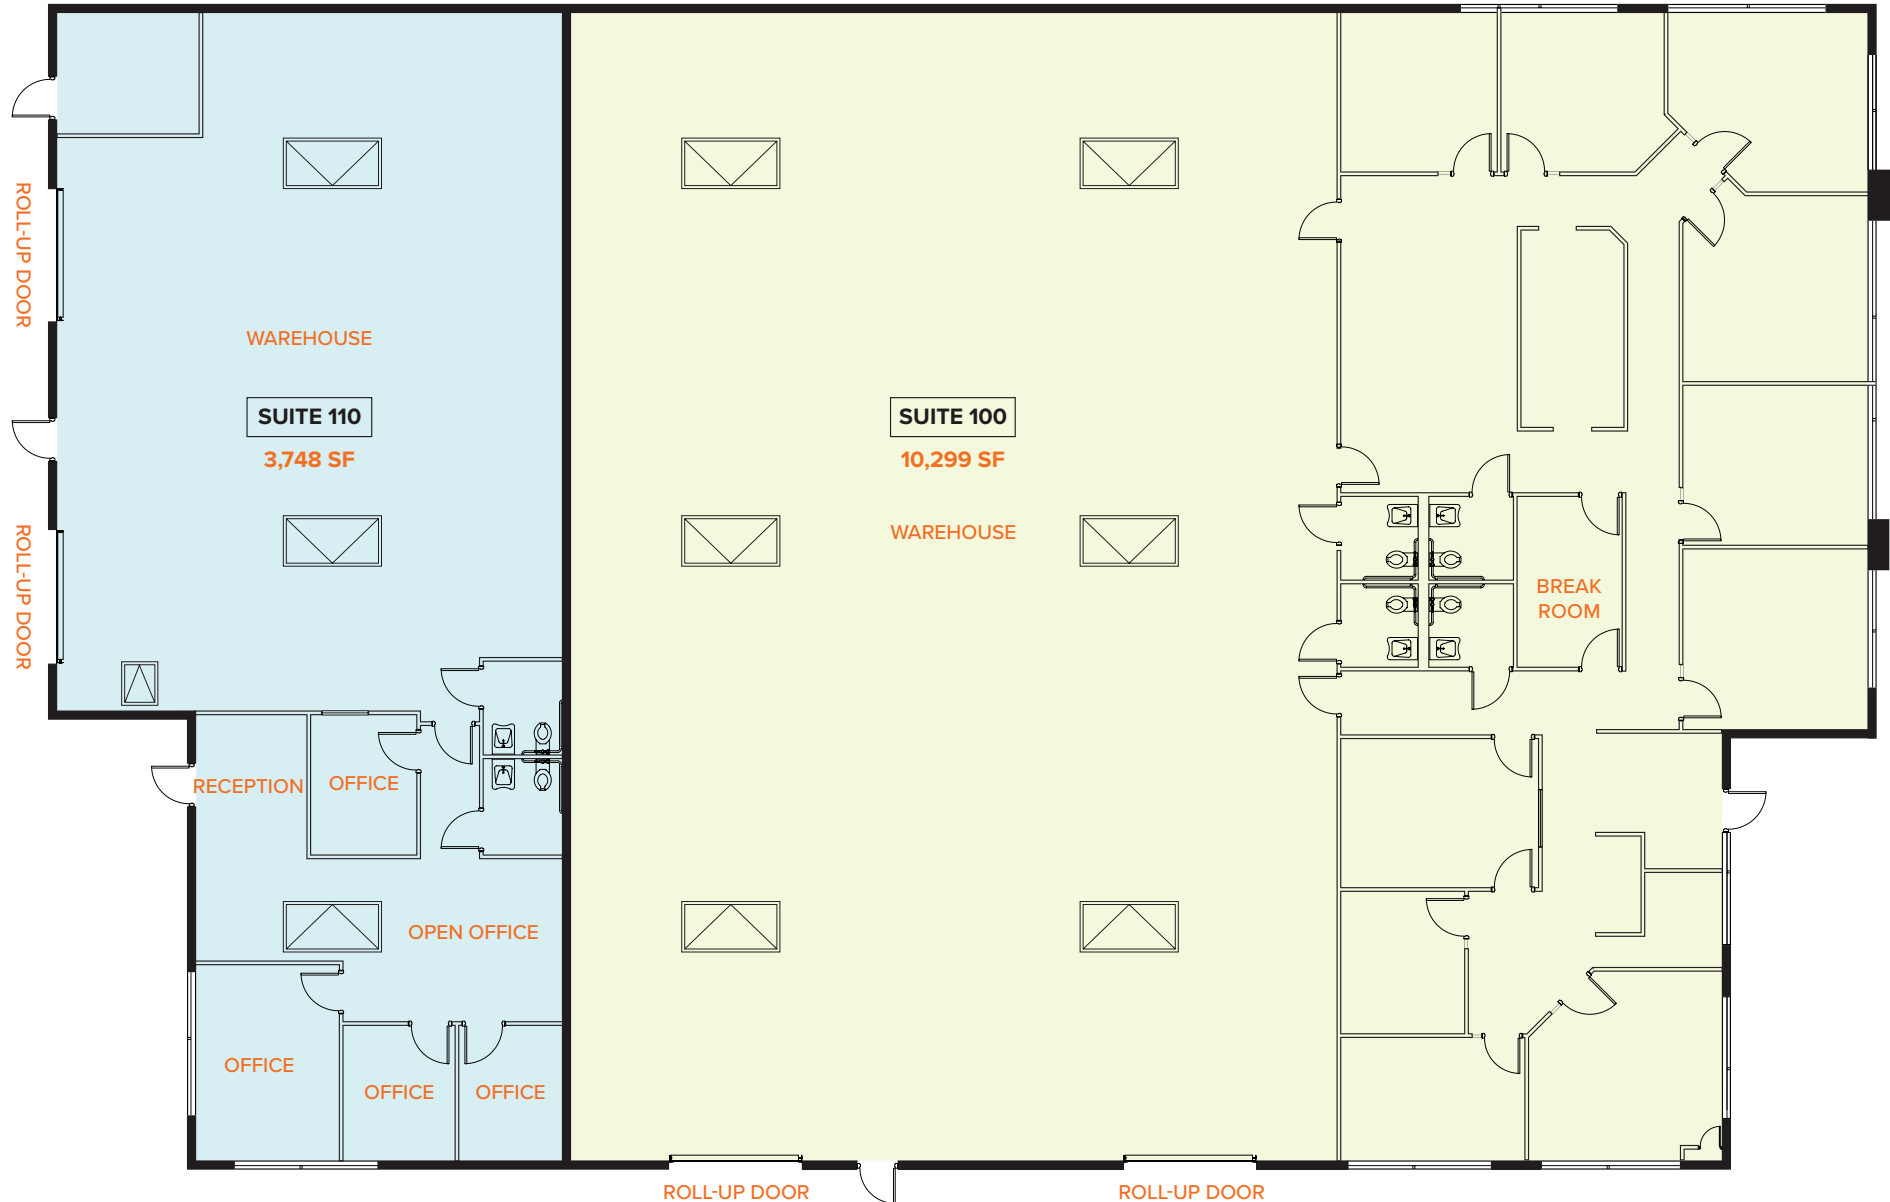 ROLL-UP DOOR
WAREHOUSE
SUITE 110
3,748 SF
ROLL-UP DOOR
RECEPTION
OFFICE
OPEN OFFICE
OFFICE
OFFICE
OFFICE
SUITE 100
10,299 SF
WAREHOUSE
BREAK
ROOM
ROLL-UP DOOR
ROLL-UP DOOR